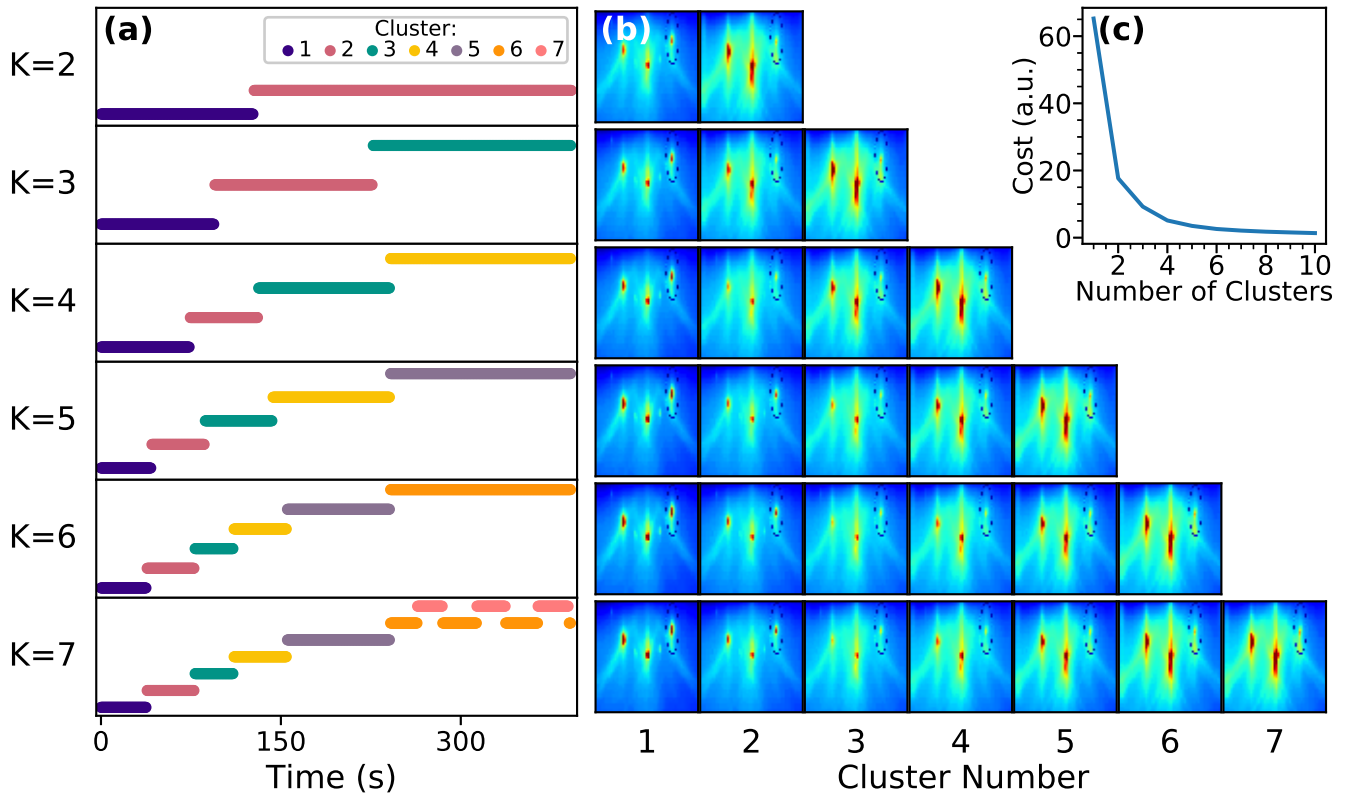 (a)
Cluster:
1 2 3 4 5 6 7
K=2
K=3
K=4
K=5
K=6
K=7
0 150 300
Time (s)
(b)
1 2 3 4 5 6 7
Cluster Number
(c)
Cost (a.u.)
60
40
20
0
2 4 6 8 10
Number of Clusters